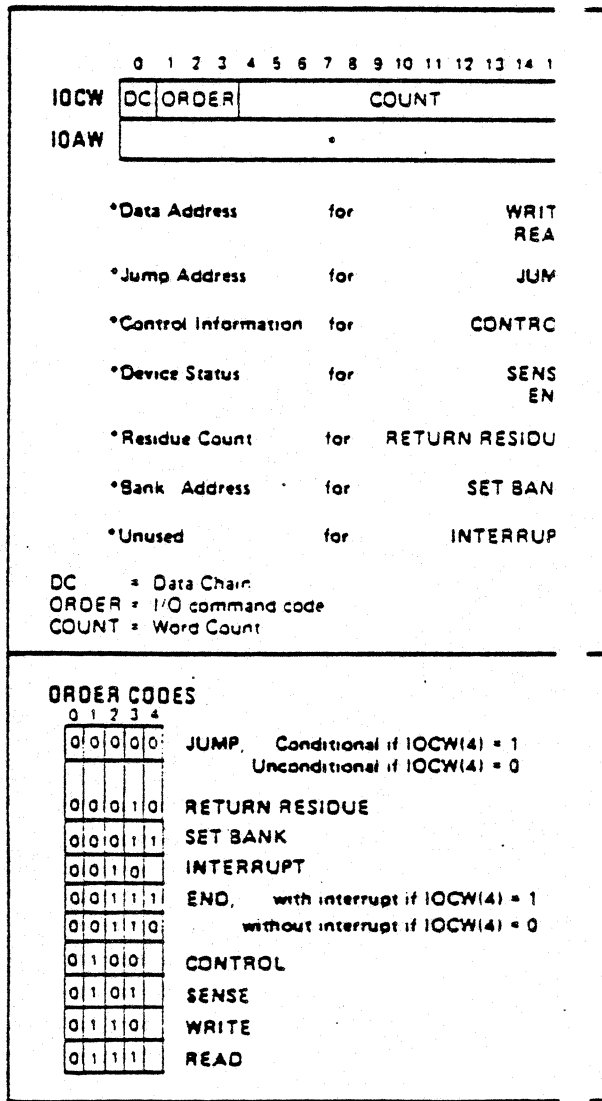 0 1 2 3 4 5 6 7 8 9 10 11 12 13 14 1
IOCW DC ORDER COUNT
IOAW *
*Data Address for WRIT
REA
*Jump Address for JUM
*Control Information for CONTRC
*Device Status for SENS
EN
*Residue Count for RETURN RESIDU
*Bank Address for SET BAN
*Unused for INTERRUP
DC = Data Chain
ORDER = I/O command code
COUNT = Word Count
ORDER CODES
0 1 2 3 4
0 0 0 0 0 JUMP, Conditional if IOCW(4) = 1
Unconditional if IOCW(4) = 0
0 0 0 1 0 RETURN RESIDUE
0 0 0 1 1 SET BANK
0 0 1 0 INTERRUPT
0 0 1 1 1 END, with interrupt if IOCW(4) = 1
0 0 1 1 0 without interrupt if IOCW(4) = 0
0 1 0 0 CONTROL
0 1 0 1 SENSE
0 1 1 0 WRITE
0 1 1 1 READ